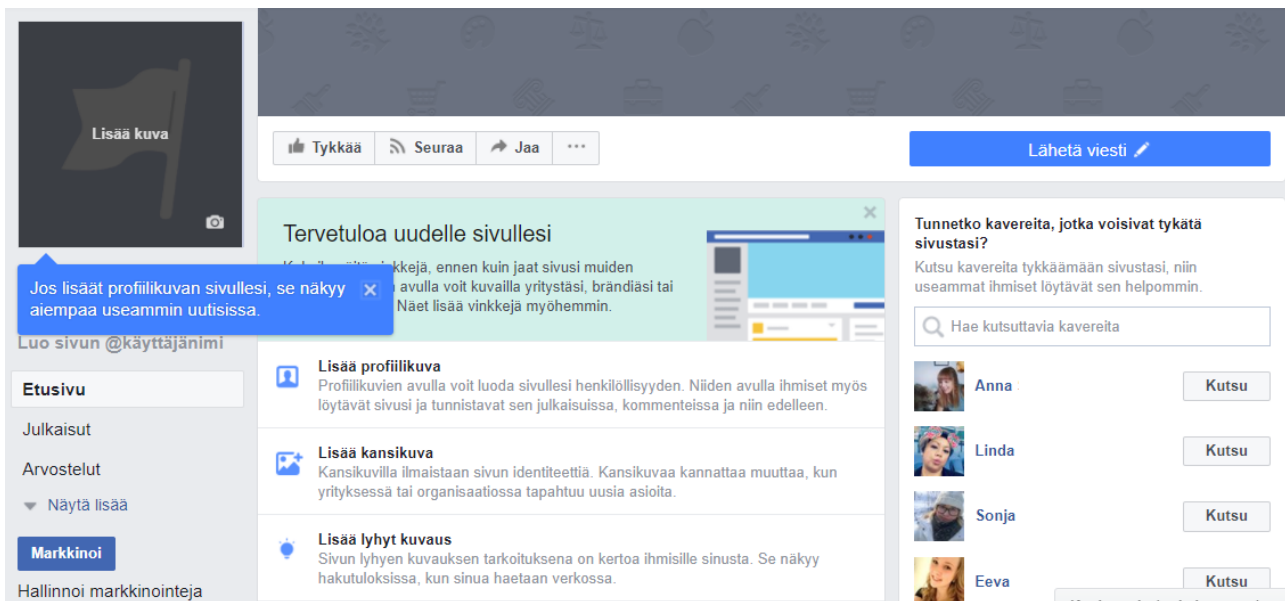 Lisää kuva
Tykkää
Seuraa
Jaa
Lähetä viesti
Jos lisäät profiilikuvan sivullesi, se näkyy
aiempaa useammin uutisissa.
Luo sivun @käyttäjänimi
Etusivu
Julkaisut
Arvostelut
Näytä lisää
Markkinoi
Hallinnoi markkinointeja
Tervetuloa uudelle sivullesi
ennen kuin jaat sivusi muiden
avulla voit kuvailla yritystäsi, brändiäsi tai
Näet lisää vinkkejä myöhemmin.
Lisää profiilikuva
Profiilikuvien avulla voit luoda sivullesi henkilöllisyyden. Niiden avulla ihmiset myös
löytävät sivusi ja tunnistavat sen julkaisuissa, kommenteissa ja niin edelleen.
Lisää kansikuva
Kansikuvilla ilmaistaan sivun identiteettiä. Kansikuvaa kannattaa muuttaa, kun
yrityksessä tai organisaatiossa tapahtuu uusia asioita.
Lisää lyhyt kuvaus
Sivun lyhyen kuvauksen tarkoituksena on kertoa ihmisille sinusta. Se näkyy
hakutuloksissa, kun sinua haetaan verkossa.
Tunnetko kavereita, jotka voisivat tykätä
sivustasi?
Kutsu kavereita tykkäämään sivustasi, niin
useammat ihmiset löytävät sen helpommin.
Hae kutsuttavia kavereita
Anna Kutsu
Linda Kutsu
Sonja Kutsu
Eeva Kutsu